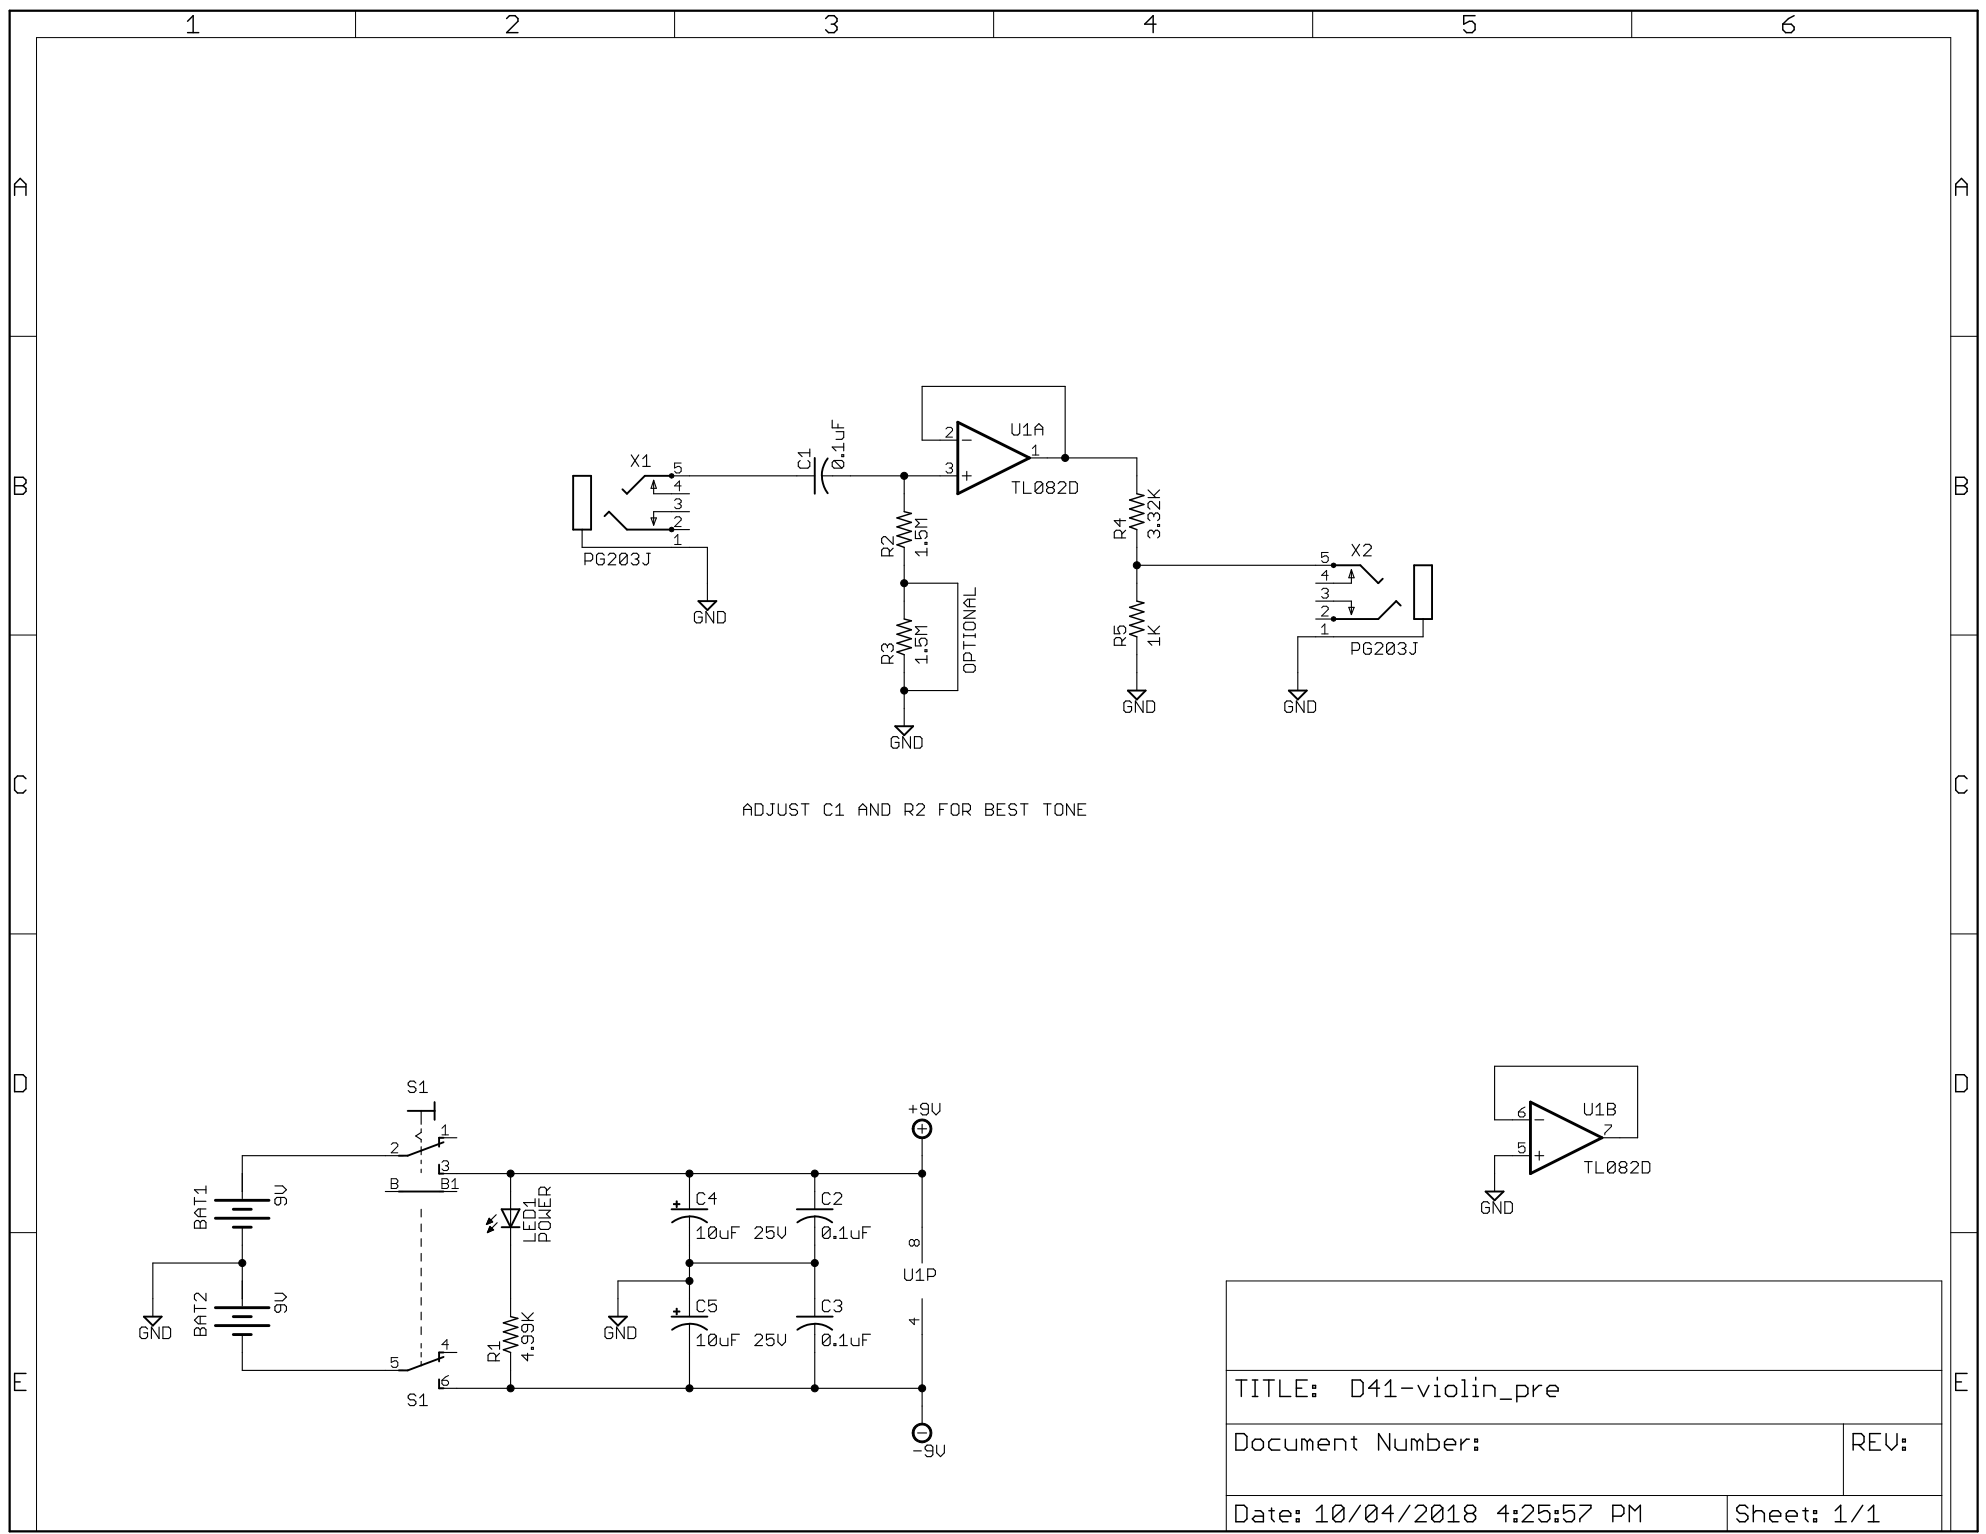 1 2 3 4 5 6
A A
B B
C C
D D
E E
U1A
2
1
3
TL082D
C1
0.1uF
X1
5
4
3
2
1
PG203J
GND
R2
1.5M
R3
1.5M
OPTIONAL
GND
R4
3.32K
R5
1K
GND
X2
5
4
3
2
1
PG203J
GND
ADJUST C1 AND R2 FOR BEST TONE
S1
1
2
3
B B1
BAT1
9V
GND
BAT2
9V
4
5
6
S1
LED1
POWER
R1
4.99K
C4
10uF 25V
C2
0.1uF
GND
C5
10uF 25V
C3
0.1uF
+9V
8
U1P
4
-9V
U1B
6
7
5
TL082D
GND
TITLE: D41-violin_pre
Document Number:
REV:
Date: 10/04/2018 4:25:57 PM
Sheet: 1/1